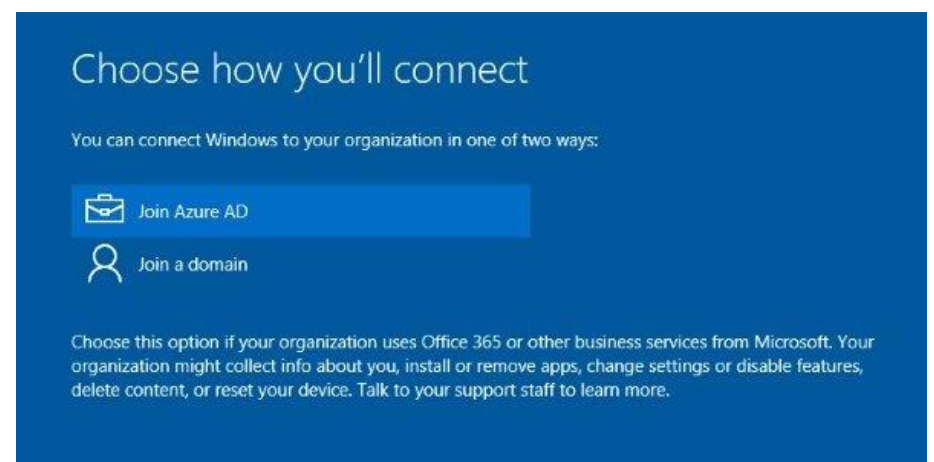 Choose how you'll connect
You can connect Windows to your organization in one of two ways:
Join Azure AD
Join a domain
Choose this option if your organization uses Office 365 or other business services from Microsoft. Your
organization might collect info about you, install or remove apps, change settings or disable features,
delete content, or reset your device. Talk to your support staff to learn more.